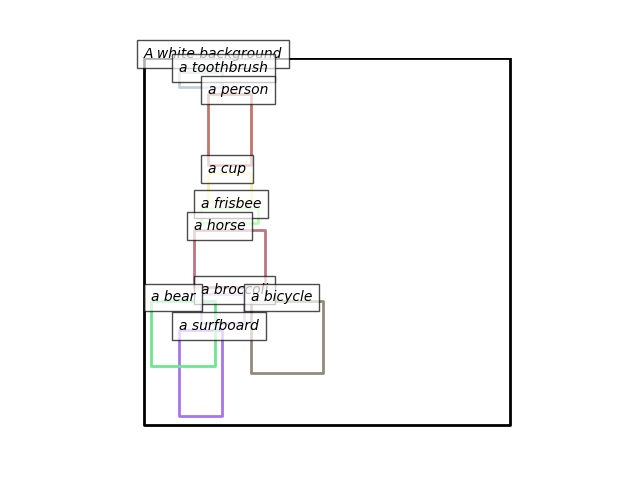 A white background
a toothbrush
a person
a cup
a frisbee
a horse
a broccoli
a bear
a bicycle
a surfboard